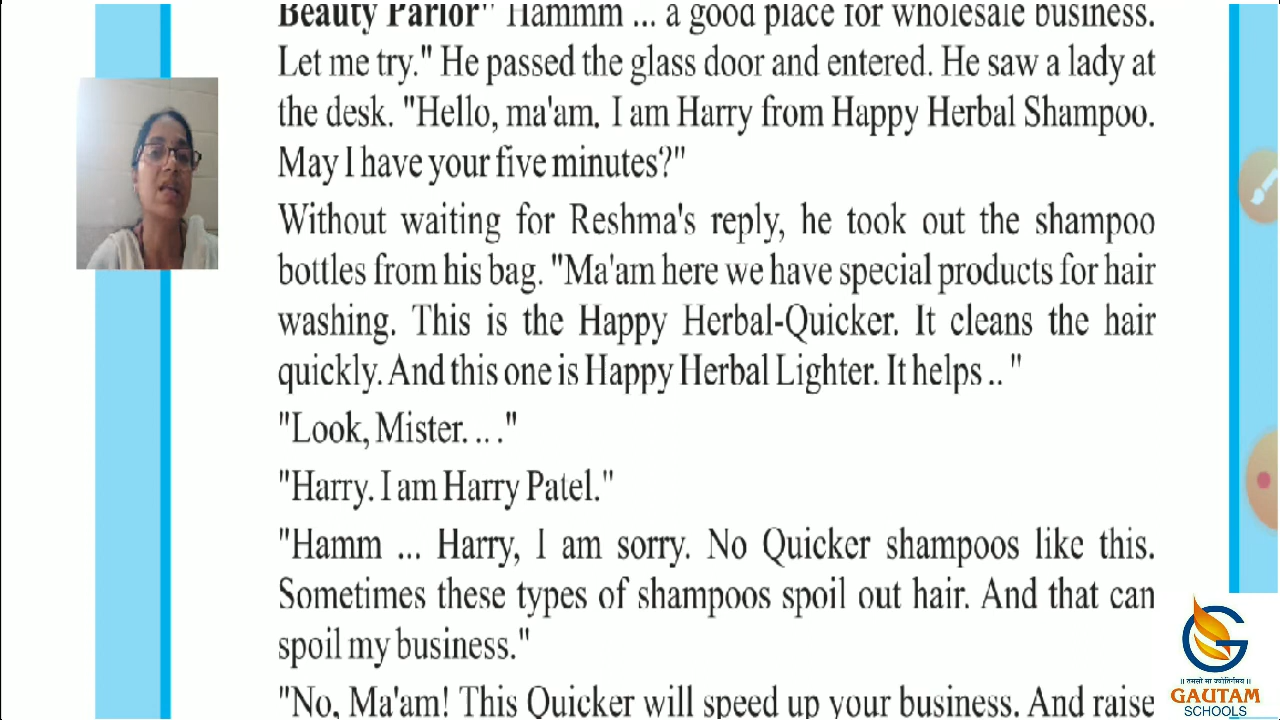 Beauty Parlor" Hammm ... a good place for wholesale business.
Let me try." He passed the glass door and entered. He saw a lady at
the desk. "Hello, ma'am. I am Harry from Happy Herbal Shampoo.
May I have your five minutes?"
Without waiting for Reshma's reply, he took out the shampoo
bottles from his bag. "Ma'am here we have special products for hair
washing. This is the Happy Herbal-Quicker. It cleans the hair
quickly. And this one is Happy Herbal Lighter. It helps .. "
"Look, Mister. .. ."
"Harry. I am Harry Patel."
"Hamm ... Harry, I am sorry. No Quicker shampoos like this.
Sometimes these types of shampoos spoil out hair. And that can
spoil my business."
"No, Ma'am! This Quicker will speed up your business. And raise
|| तमसो मा ज्योतिर्गमय ||
GAUTAM
SCHOOLS